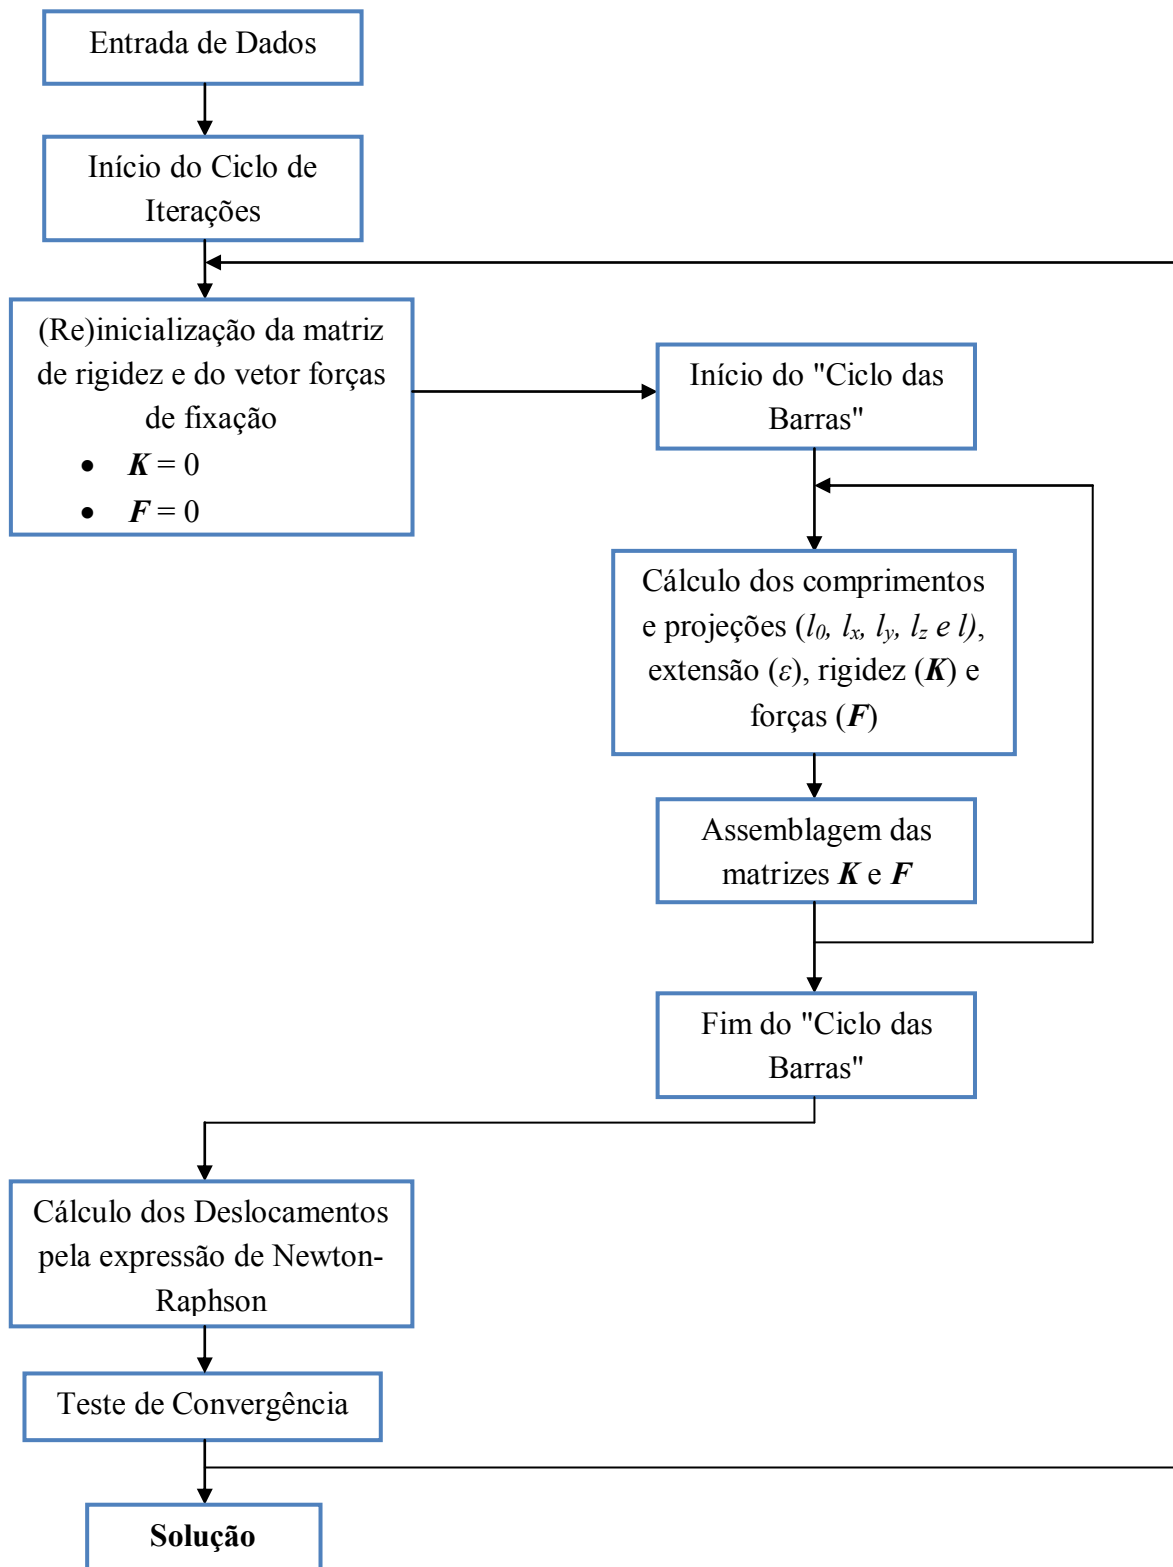 Entrada de Dados
Início do Ciclo de
Iterações
(Re)inicialização da matriz
de rigidez e do vetor forças
de fixação
• K = 0
• F = 0
Início do "Ciclo das
Barras"
Cálculo dos comprimentos
e projeções (l0, lx, ly, lz e l),
extensão (ε), rigidez (K) e
forças (F)
Assemblagem das
matrizes K e F
Fim do "Ciclo das
Barras"
Cálculo dos Deslocamentos
pela expressão de Newton-
Raphson
Teste de Convergência
Solução